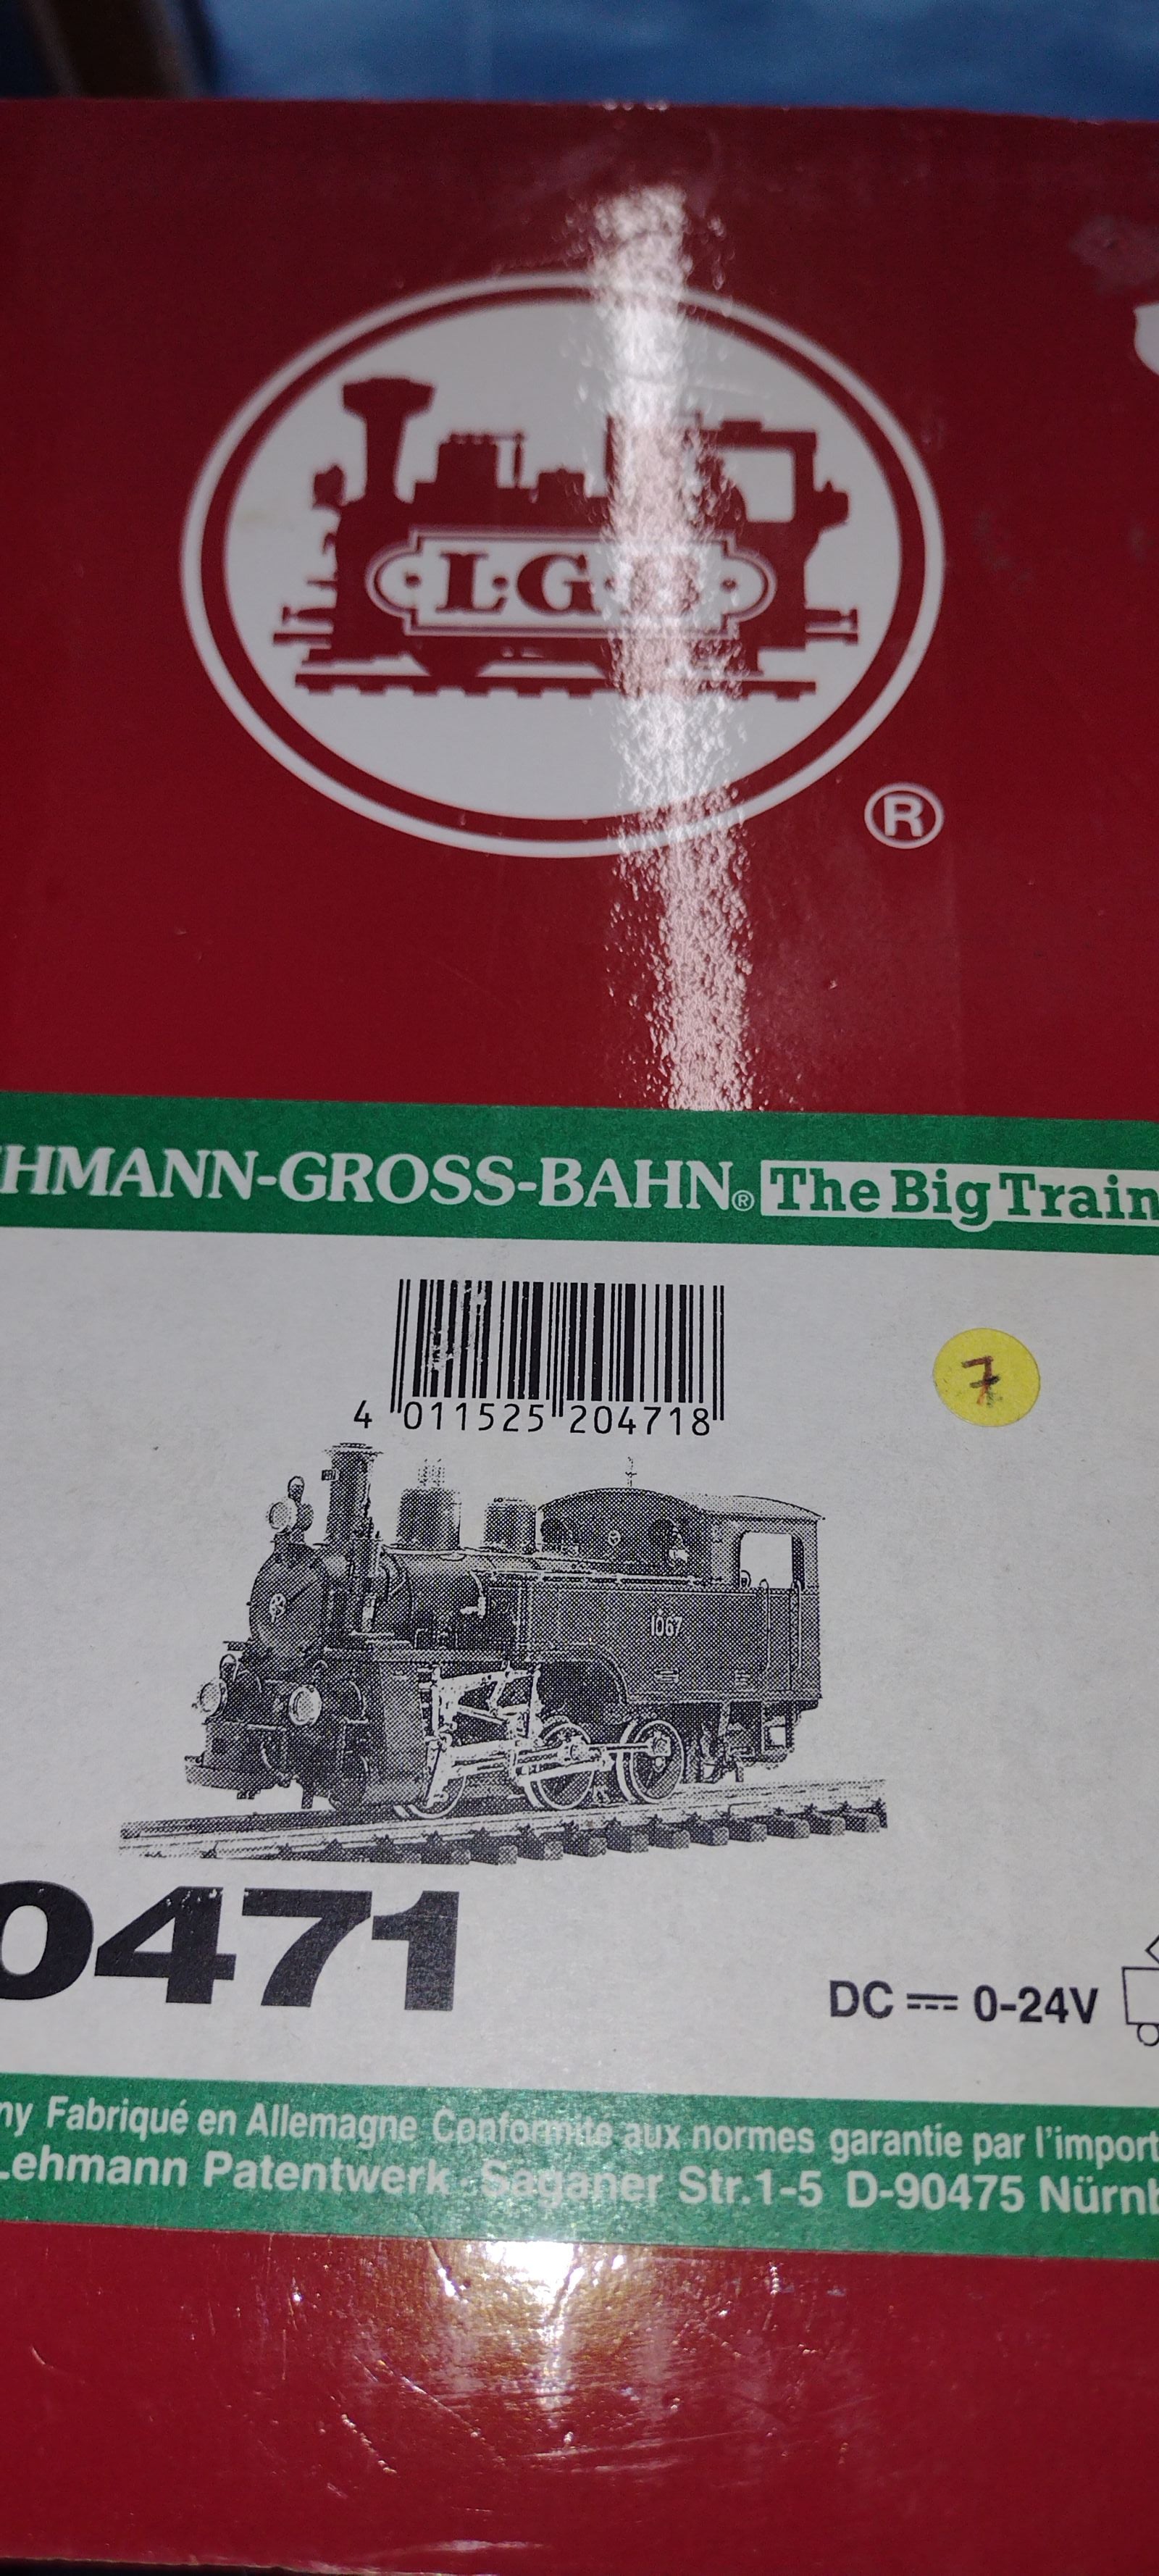 L·G
®
HMANN-GROSS-BAHN® The Big Train
7
4 011525 204718
1067
0471
DC 0-24V
ny Fabriqué en Allemagne Conformité aux normes garantie par l'import
Lehmann Patentwerk Saganer Str.1-5 D-90475 Nürnb